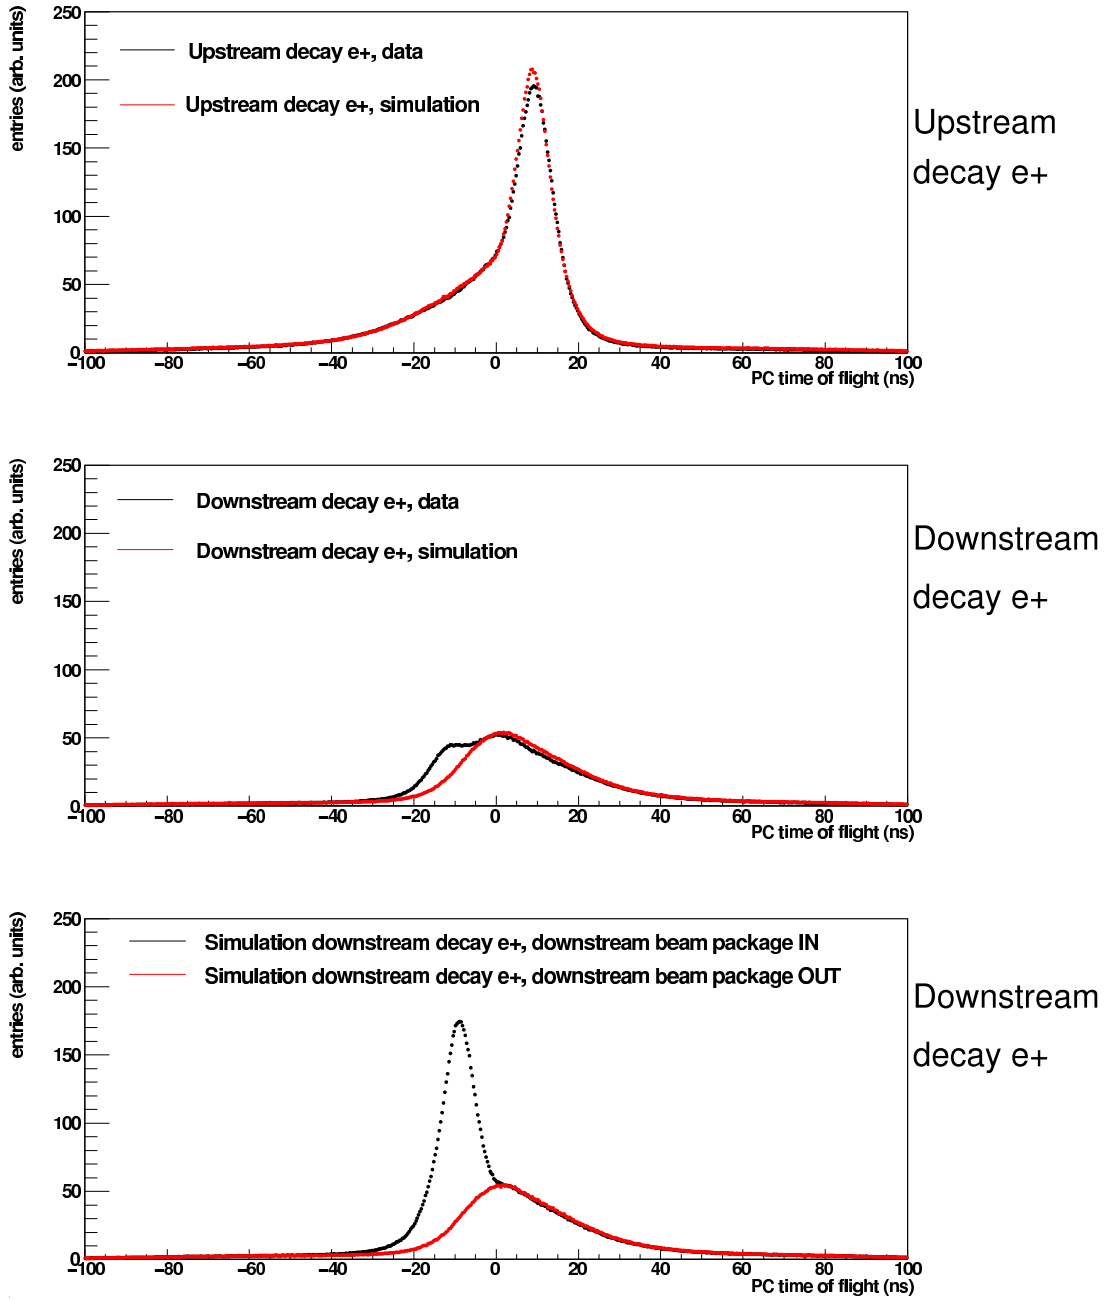 entries (arb. units)
250
200
150
100
50
0
Upstream decay e+, data
Upstream decay e+, simulation
−100 −80 −60 −40 −20 0 20 40 60 80 100
PC time of flight (ns)
Upstream
decay e+
entries (arb. units)
250
200
150
100
50
0
Downstream decay e+, data
Downstream decay e+, simulation
−100 −80 −60 −40 −20 0 20 40 60 80 100
PC time of flight (ns)
Downstream
decay e+
entries (arb. units)
250
200
150
100
50
0
Simulation downstream decay e+, downstream beam package IN
Simulation downstream decay e+, downstream beam package OUT
−100 −80 −60 −40 −20 0 20 40 60 80 100
PC time of flight (ns)
Downstream
decay e+